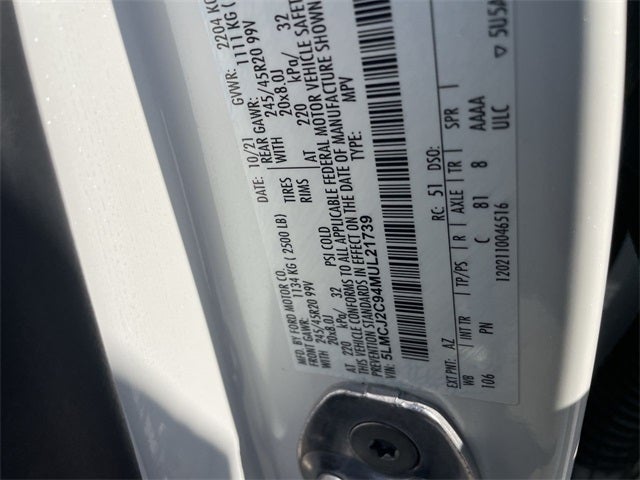 MFD. BY FORD MOTOR CO. DATE: 10/21 GVWR: 2204 KG
FRONT GAWR: 1134 KG ( 2500 LB) REAR GAWR: 1111 KG
WITH 245/45R20 99V TIRES WITH 245/45R20 99V
20x8.0J RIMS 20x8.0J
AT 220 kPa/ 32 PSI COLD AT 220 kPa/ 32
THIS VEHICLE CONFORMS TO ALL APPLICABLE FEDERAL MOTOR VEHICLE SAFETY
PREVENTION STANDARDS IN EFFECT ON THE DATE OF MANUFACTURE SHOWN
VIN: 5LMCJ2C94MUL21739 TYPE: MPV
EXT PNT: AZ RC: 51 DSO:
WB INT TR TP/PS R AXLE TR SPR
106 PN C 81 8 AAAA
1202110046516 ULC
▽ 5USA